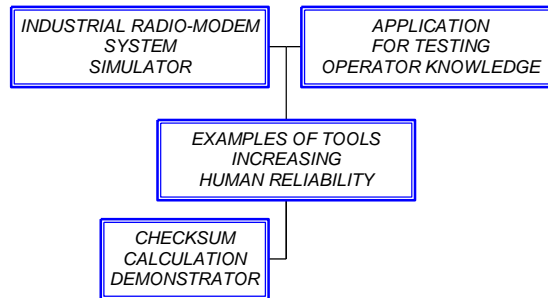 INDUSTRIAL RADIO-MODEM
SYSTEM
SIMULATOR
APPLICATION
FOR TESTING
OPERATOR KNOWLEDGE
EXAMPLES OF TOOLS
INCREASING
HUMAN RELIABILITY
CHECKSUM
CALCULATION
DEMONSTRATOR